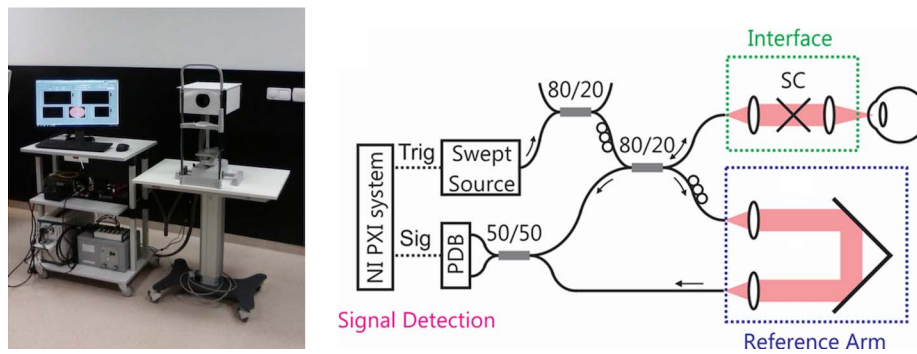 Interface
SC
80/20
80/20
Trig
Swept
Source
NI PXI system
Sig
50/50
PDB
Signal Detection
Reference Arm